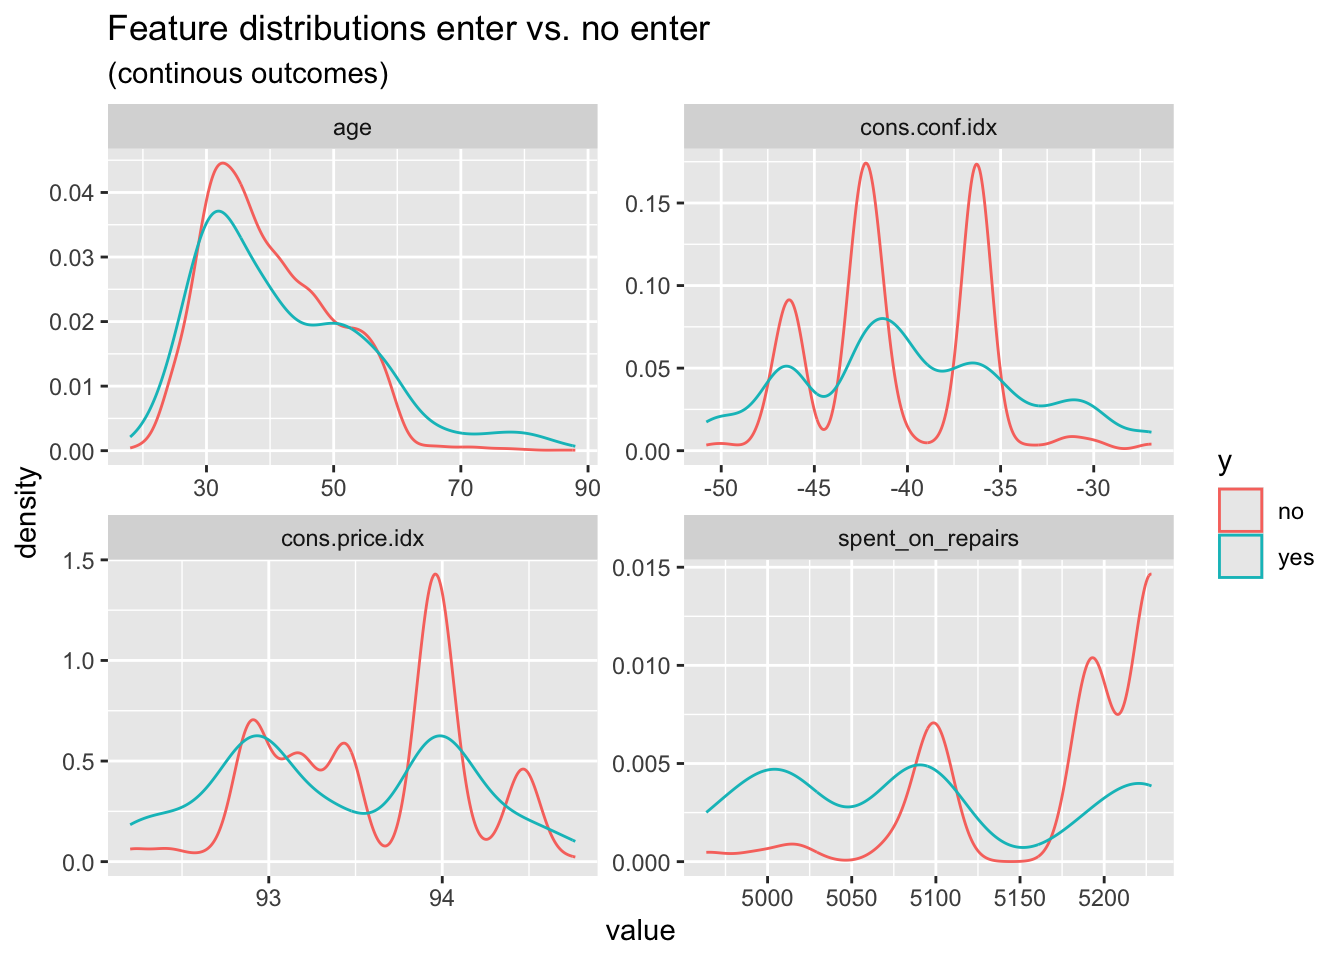 Feature distributions enter vs. no enter
(continous outcomes)
age
cons.conf.idx
0.04
0.03
0.02
0.01
0.00
30 50 70 90
0.15
0.10
0.05
0.00
-50 -45 -40 -35 -30
cons.price.idx
spent_on_repairs
1.5
1.0
0.5
0.0
93 94
0.015
0.010
0.005
0.000
5000 5050 5100 5150 5200
density
value
y
no
yes